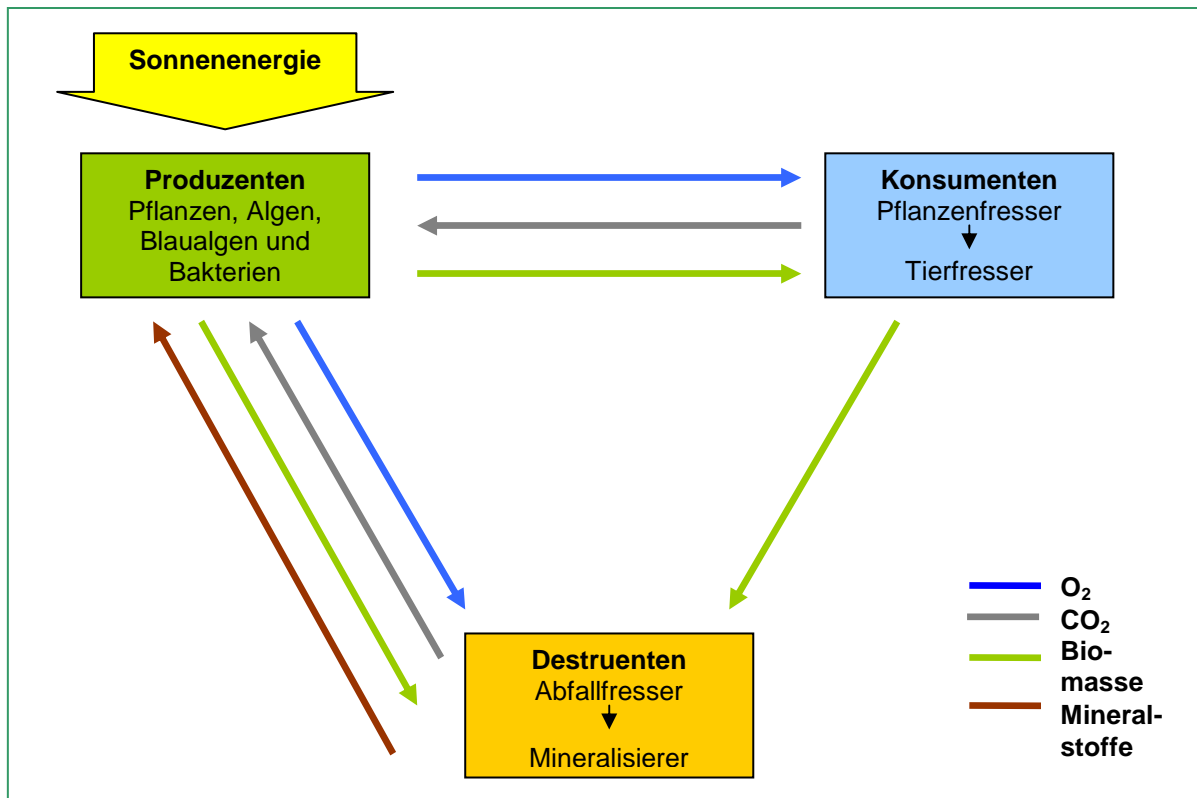 Sonnenenergie
Produzenten
Pflanzen, Algen,
Blaualgen und
Bakterien
Konsumenten
Pflanzenfresser
Tierfresser
Destruenten
Abfallfresser
Mineralisierer
O₂
CO₂
Bio-
masse
Mineral-
stoffe